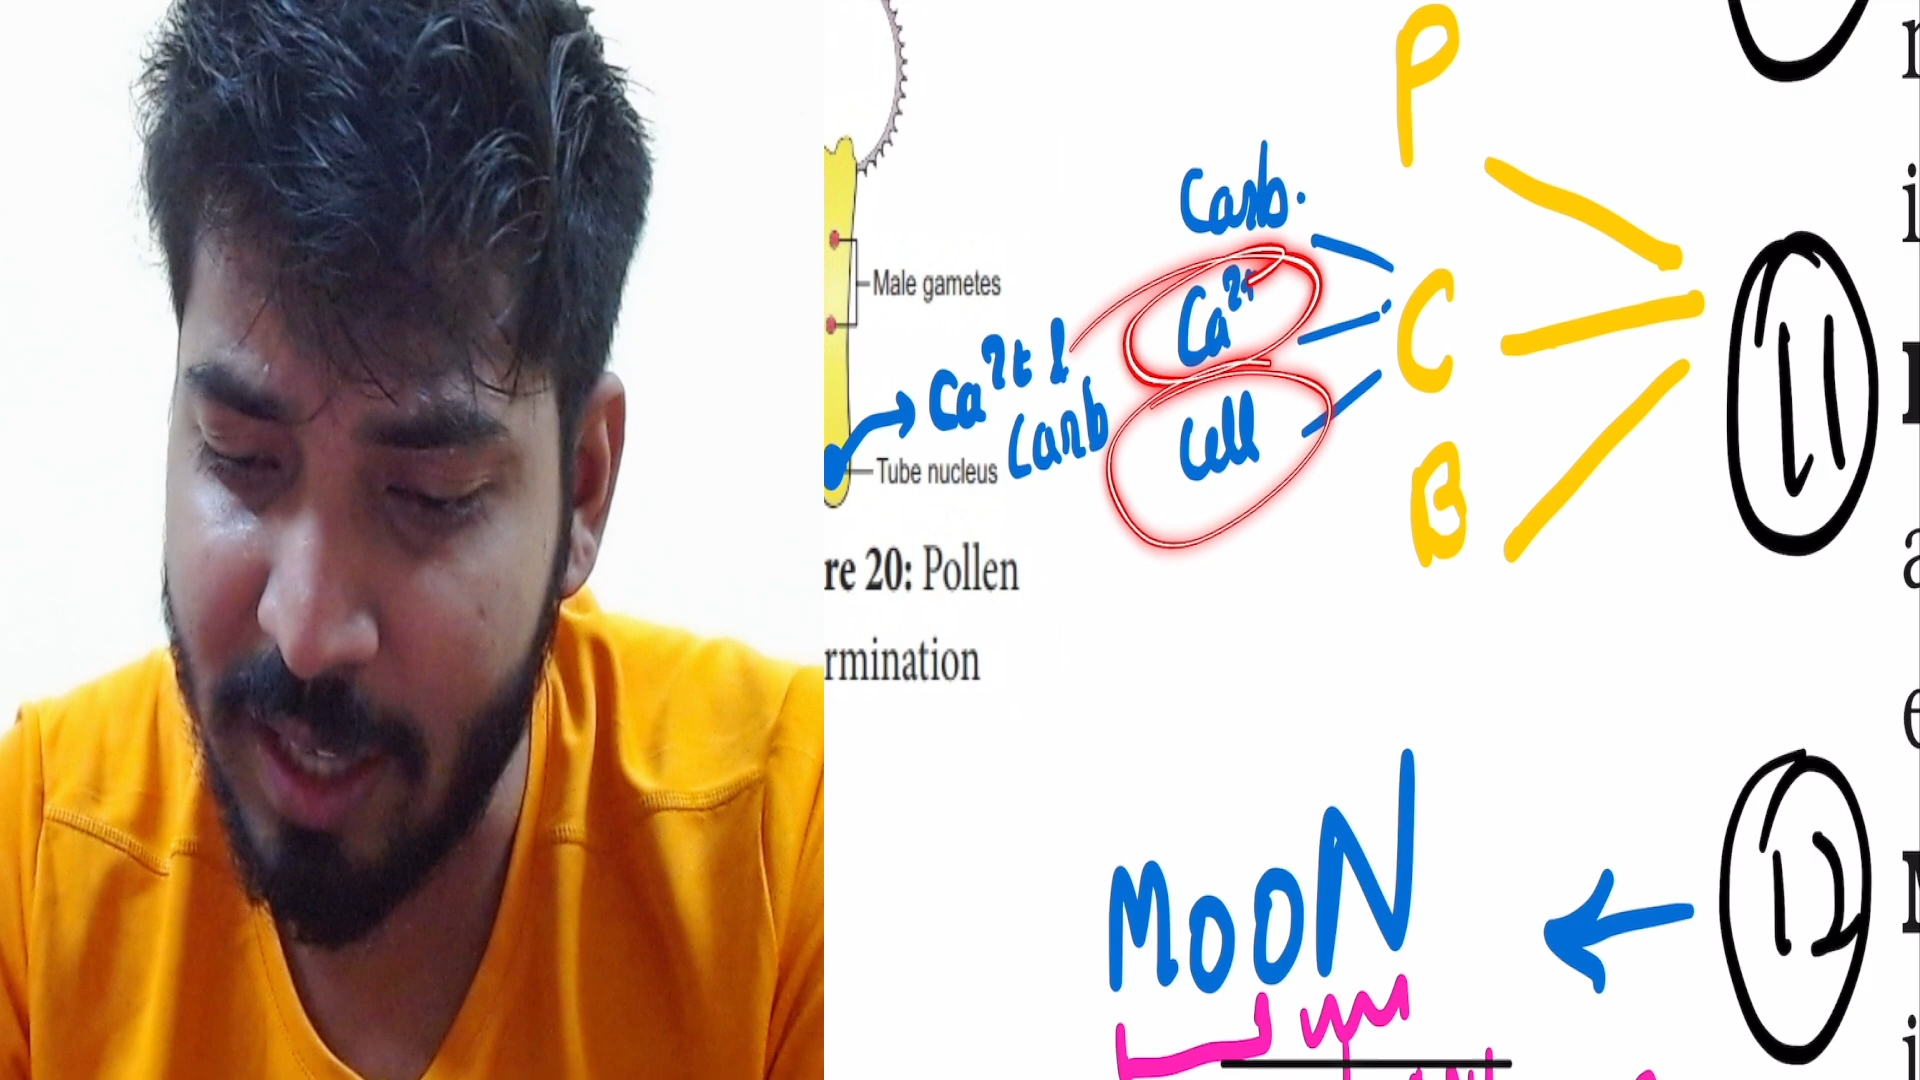 P
Carb.
Ca²⁺
C
Cell
B
11
Male gametes
Ca²⁺ &
Carb
Tube nucleus
re 20: Pollen
rmination
MooN
12